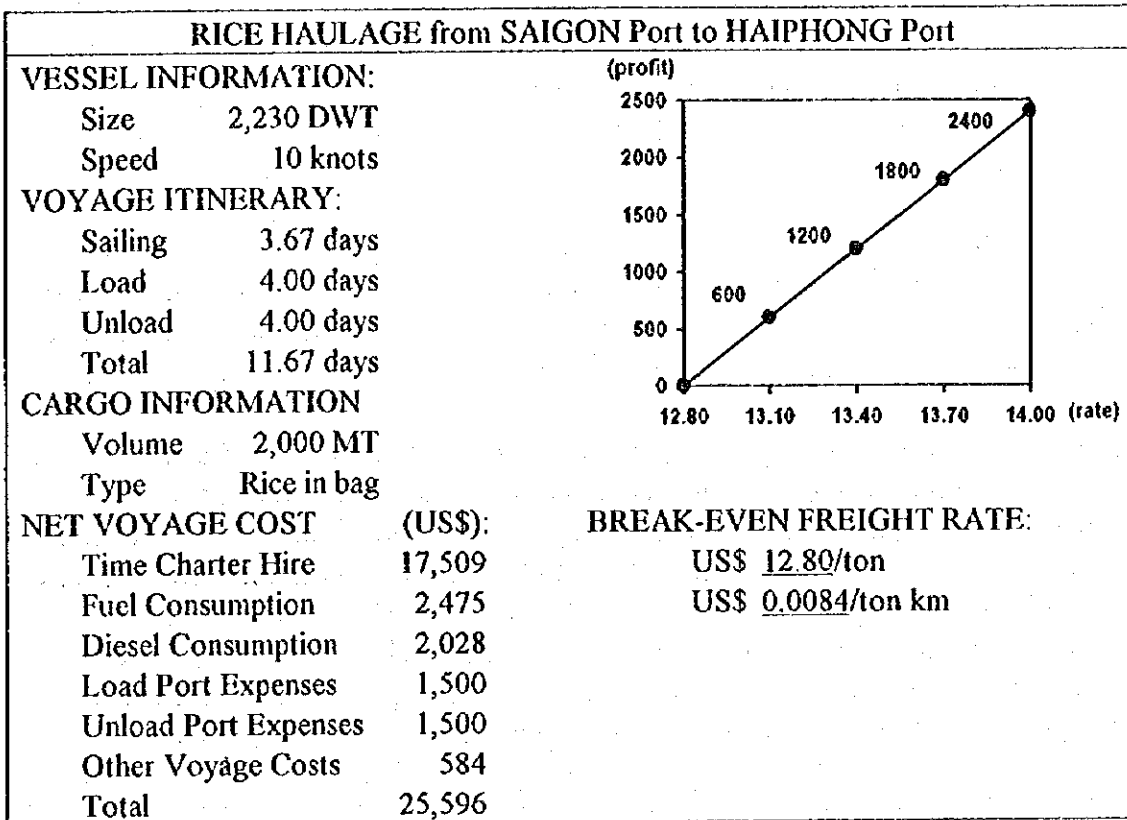 RICE HAULAGE from SAIGON Port to HAIPHONG Port
VESSEL INFORMATION:
Size 2,230 DWT
Speed 10 knots
VOYAGE ITINERARY:
Sailing 3.67 days
Load 4.00 days
Unload 4.00 days
Total 11.67 days
CARGO INFORMATION
Volume 2,000 MT
Type Rice in bag
NET VOYAGE COST (US$):
Time Charter Hire 17,509
Fuel Consumption 2,475
Diesel Consumption 2,028
Load Port Expenses 1,500
Unload Port Expenses 1,500
Other Voyage Costs 584
Total 25,596
(profit)
2500
2400
2000
1800
1500
1200
1000
600
500
0
12.80 13.10 13.40 13.70 14.00 (rate)
BREAK-EVEN FREIGHT RATE:
US$ 12.80/ton
US$ 0.0084/ton km